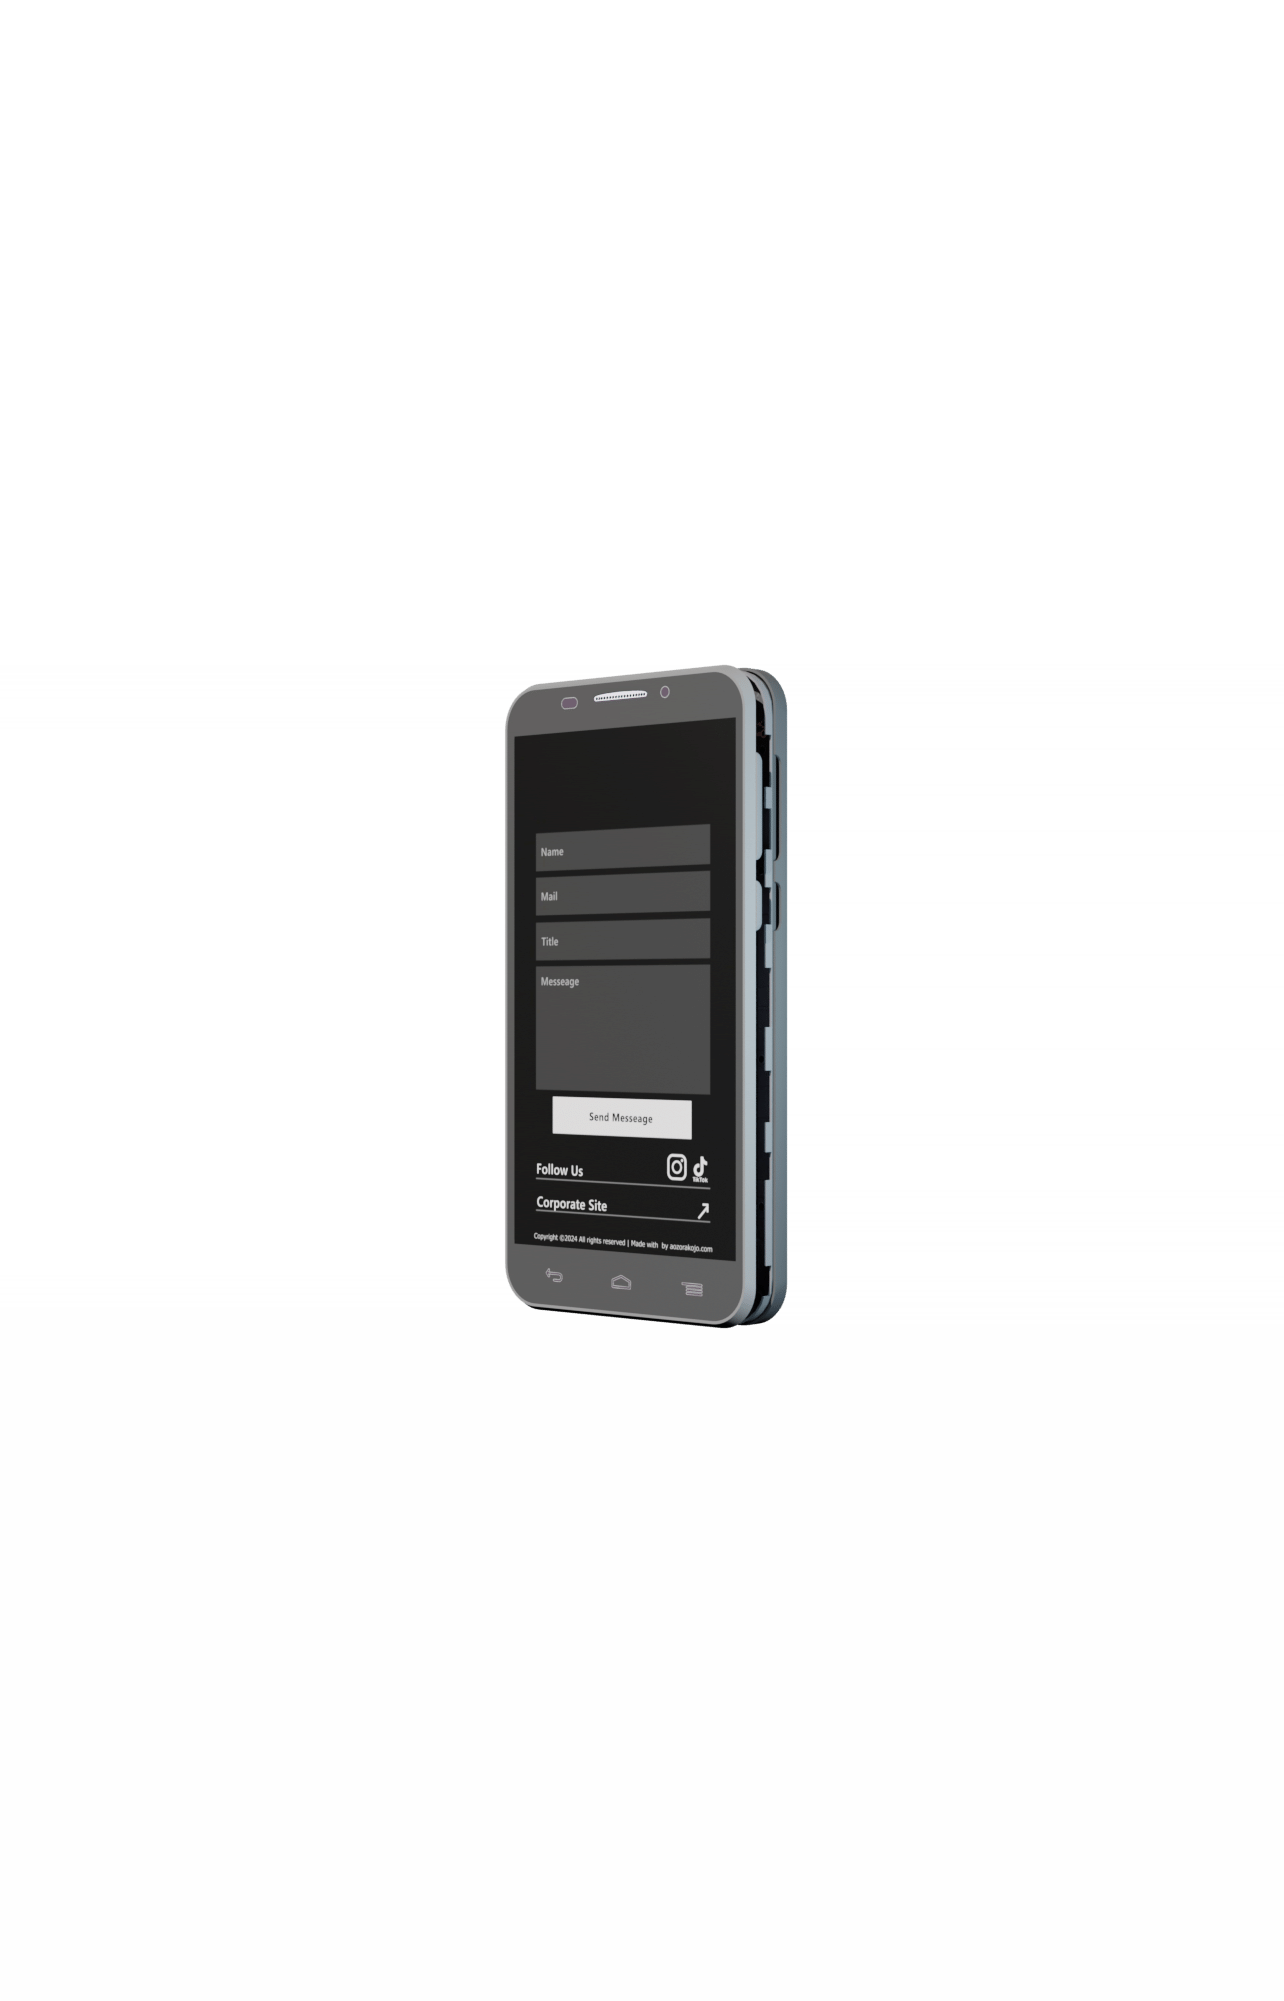 Name
Mail
Title
Messeage
Send Messeage
Follow Us
TikTok
Corporate Site
Copyright ©2024 All rights reserved | Made with by aozorakojo.com